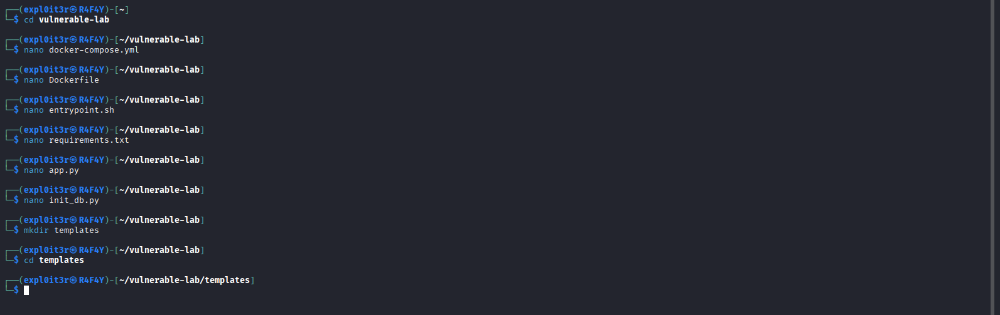 ┌──(expl0it3r㉿R4F4Y)-[~]
└─$ cd vulnerable-lab
┌──(expl0it3r㉿R4F4Y)-[~/vulnerable-lab]
└─$ nano docker-compose.yml
┌──(expl0it3r㉿R4F4Y)-[~/vulnerable-lab]
└─$ nano Dockerfile
┌──(expl0it3r㉿R4F4Y)-[~/vulnerable-lab]
└─$ nano entrypoint.sh
┌──(expl0it3r㉿R4F4Y)-[~/vulnerable-lab]
└─$ nano requirements.txt
┌──(expl0it3r㉿R4F4Y)-[~/vulnerable-lab]
└─$ nano app.py
┌──(expl0it3r㉿R4F4Y)-[~/vulnerable-lab]
└─$ nano init_db.py
┌──(expl0it3r㉿R4F4Y)-[~/vulnerable-lab]
└─$ mkdir templates
┌──(expl0it3r㉿R4F4Y)-[~/vulnerable-lab]
└─$ cd templates
┌──(expl0it3r㉿R4F4Y)-[~/vulnerable-lab/templates]
└─$